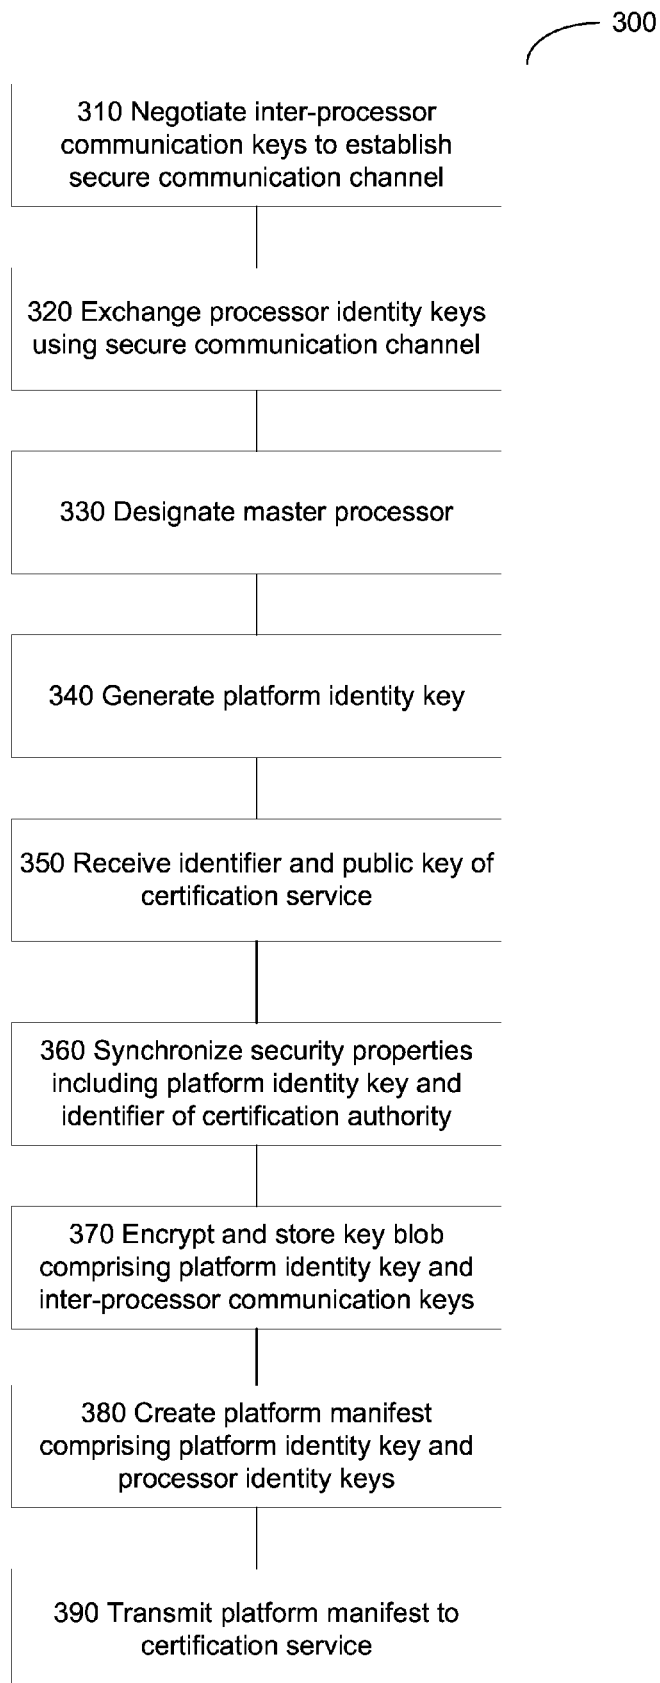 300
310 Negotiate inter-processor
communication keys to establish
secure communication channel
320 Exchange processor identity keys
using secure communication channel
330 Designate master processor
340 Generate platform identity key
350 Receive identifier and public key of
certification service
360 Synchronize security properties
including platform identity key and
identifier of certification authority
370 Encrypt and store key blob
comprising platform identity key and
inter-processor communication keys
380 Create platform manifest
comprising platform identity key and
processor identity keys
390 Transmit platform manifest to
certification service